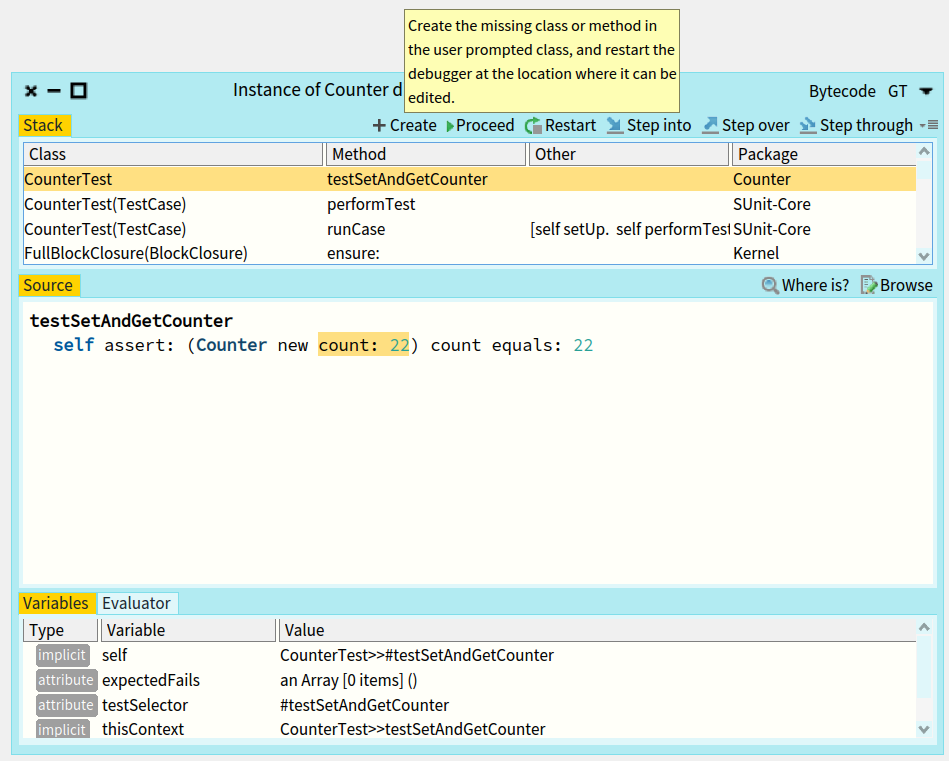 Create the missing class or method in
the user prompted class, and restart the
debugger at the location where it can be
edited.
Instance of Counter d
Bytecode GT
Stack
Create Proceed Restart Step into Step over Step through
Class Method Other Package
CounterTest testSetAndGetCounter Counter
CounterTest(TestCase) performTest SUnit-Core
CounterTest(TestCase) runCase [self setUp. self performTest SUnit-Core
FullBlockClosure(BlockClosure) ensure: Kernel
Source Where is? Browse
testSetAndGetCounter
self assert: (Counter new count: 22) count equals: 22
Variables Evaluator
Type Variable Value
implicit self CounterTest>>#testSetAndGetCounter
attribute expectedFails an Array [0 items] ()
attribute testSelector #testSetAndGetCounter
implicit thisContext CounterTest>>testSetAndGetCounter